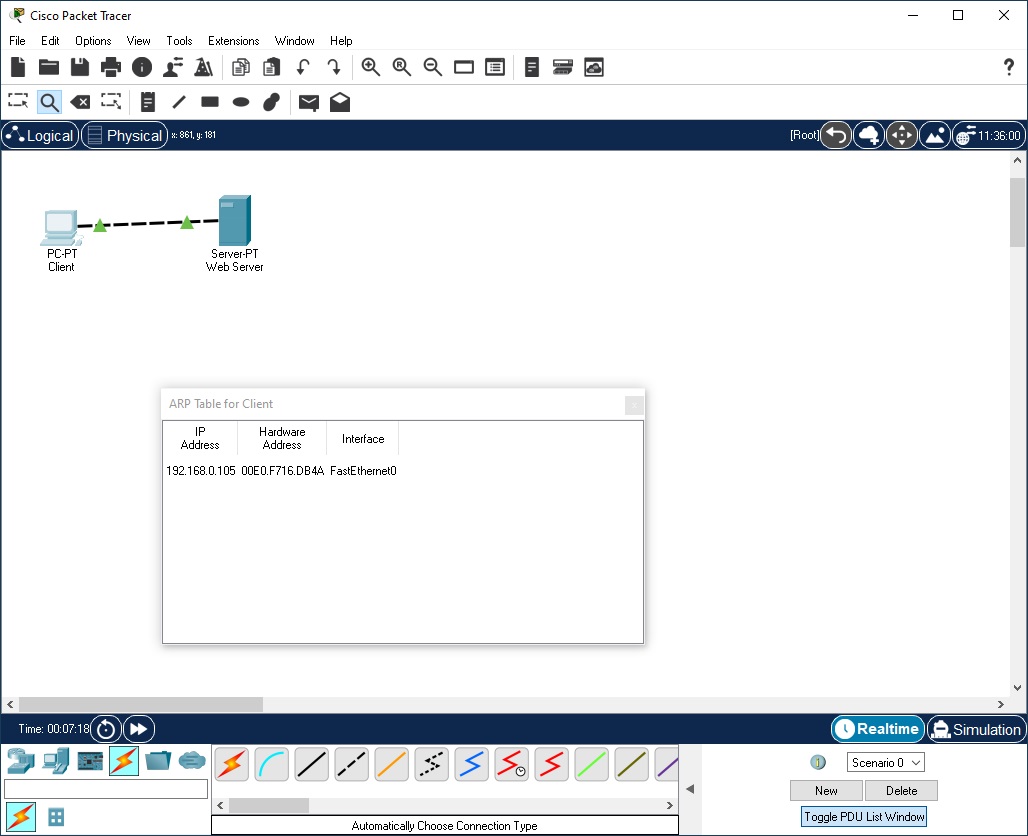 Cisco Packet Tracer
File Edit Options View Tools Extensions Window Help
?
Logical Physical x: 861, y: 181 [Root] 11:36:00
PC-PT
Client
Server-PT
Web Server
ARP Table for Client
IP
Address
Hardware
Address
Interface
192.168.0.105 00E0.F716.DB4A FastEthernet0
Time: 00:07:18 Realtime Simulation
Scenario 0
New Delete
Toggle PDU List Window
Automatically Choose Connection Type